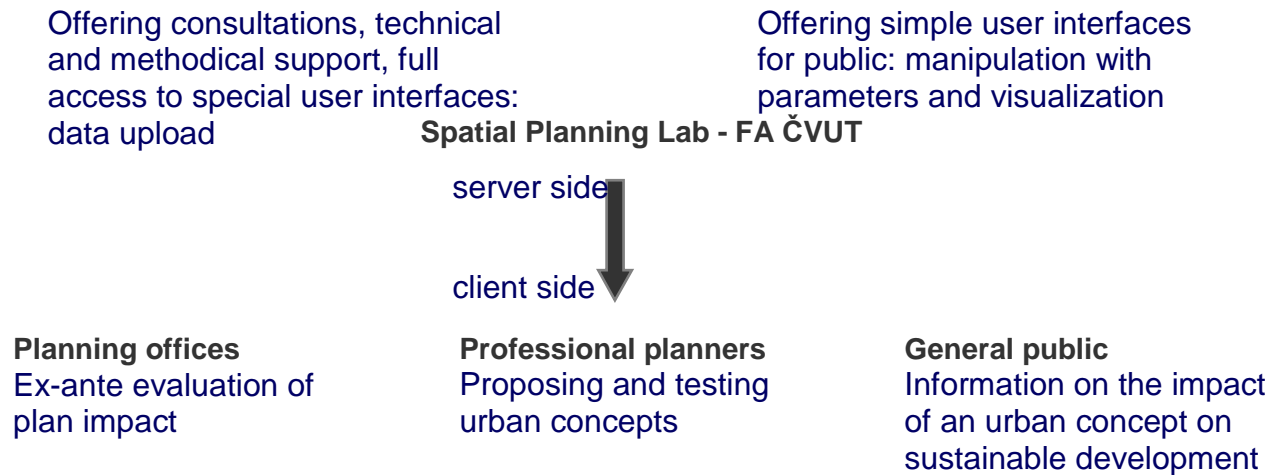 Offering consultations, technical
and methodical support, full
access to special user interfaces:
data upload
Offering simple user interfaces
for public: manipulation with
parameters and visualization
Spatial Planning Lab - FA ČVUT
server side
client side
Planning offices
Ex-ante evaluation of
plan impact
Professional planners
Proposing and testing
urban concepts
General public
Information on the impact
of an urban concept on
sustainable development